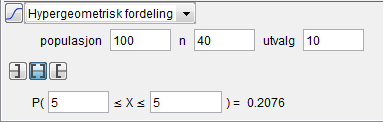 Hypergeometrisk fordeling
populasjon 100 n 40 utvalg 10
P( 5 ≤ X ≤ 5 ) = 0.2076